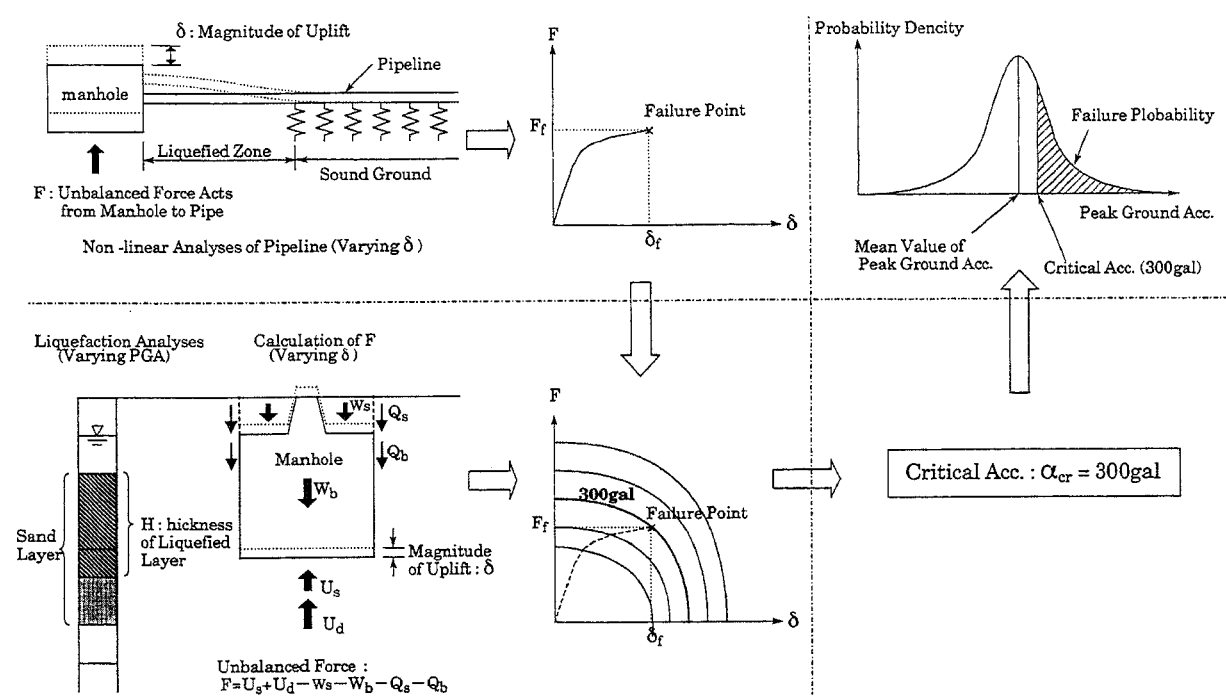 δ : Magnitude of Uplift
Pipeline
manhole
Liquefied Zone
Sound Ground
F : Unbalanced Force Acts
from Manhole to Pipe
Non -linear Analyses of Pipeline (Varying δ )
F
Failure Point
Ff
δf
δ
Probability Dencity
Failure Plobability
Peak Ground Acc.
Mean Value of
Peak Ground Acc.
Critical Acc. (300gal)
Liquefaction Analyses
(Varying PGA)
Calculation of F
(Varying δ)
Ws
Qs
Qb
Manhole
Wb
Sand
Layer
H : hickness
of Liquefied
Layer
Magnitude
of Uplift : δ
Us
Ud
Unbalanced Force :
F=Us+Ud−Ws−Wb−Qs−Qb
F
300gal
Failure Point
Ff
δf
δ
Critical Acc. : αcr = 300gal